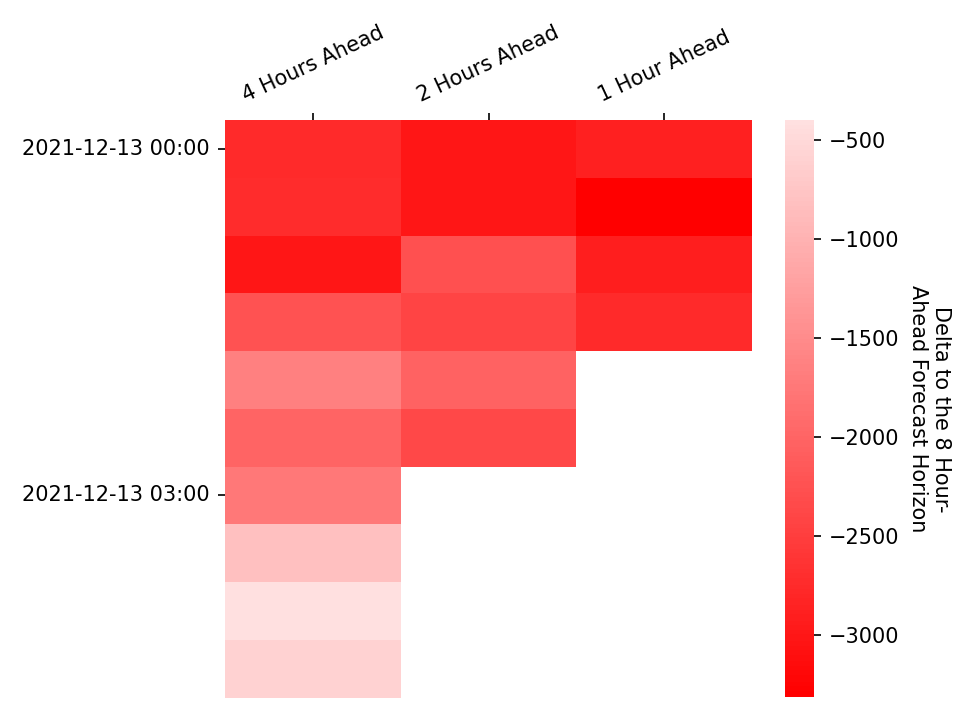 4 Hours Ahead
2 Hours Ahead
1 Hour Ahead
2021-12-13 00:00
2021-12-13 03:00
−500
−1000
−1500
−2000
−2500
−3000
Delta to the 8 Hour-
Ahead Forecast Horizon